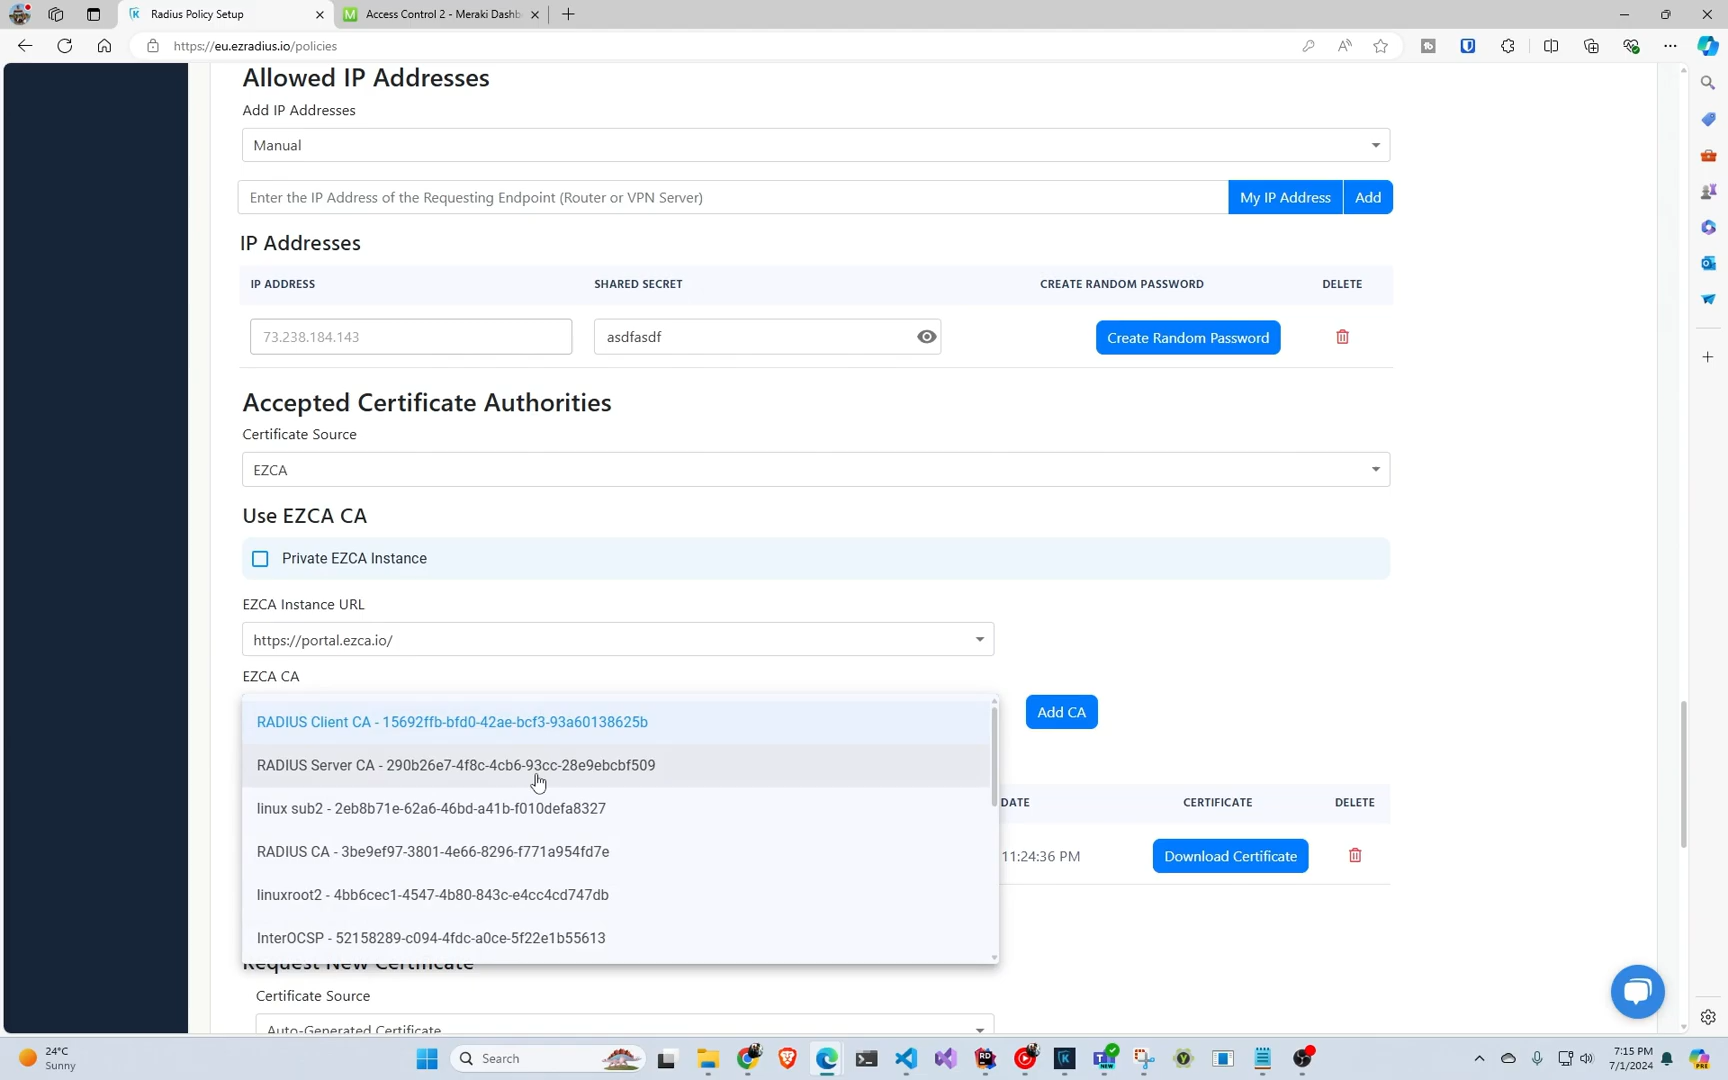 Radius Policy Setup
Access Control 2 - Meraki Dashb
https://eu.ezradius.io/policies
Allowed IP Addresses
Add IP Addresses
Manual
Enter the IP Address of the Requesting Endpoint (Router or VPN Server)
My IP Address
Add
IP Addresses
IP ADDRESS
SHARED SECRET
CREATE RANDOM PASSWORD
DELETE
73.238.184.143
asdfasdf
Create Random Password
Accepted Certificate Authorities
Certificate Source
EZCA
Use EZCA CA
Private EZCA Instance
EZCA Instance URL
https://portal.ezca.io/
EZCA CA
RADIUS Client CA - 15692ffb-bfd0-42ae-bcf3-93a60138625b
Add CA
RADIUS Server CA - 290b26e7-4f8c-4cb6-93cc-28e9ebcbf509
linux sub2 - 2eb8b71e-62a6-46bd-a41b-f010defa8327
DATE
CERTIFICATE
DELETE
RADIUS CA - 3be9ef97-3801-4e66-8296-f771a954fd7e
11:24:36 PM
Download Certificate
linuxroot2 - 4bb6cec1-4547-4b80-843c-e4cc4cd747db
InterOCSP - 52158289-c094-4fdc-a0ce-5f22e1b55613
Request New Certificate
Certificate Source
Auto-Generated Certificate
24°C
Sunny
Search
7:15 PM
7/1/2024